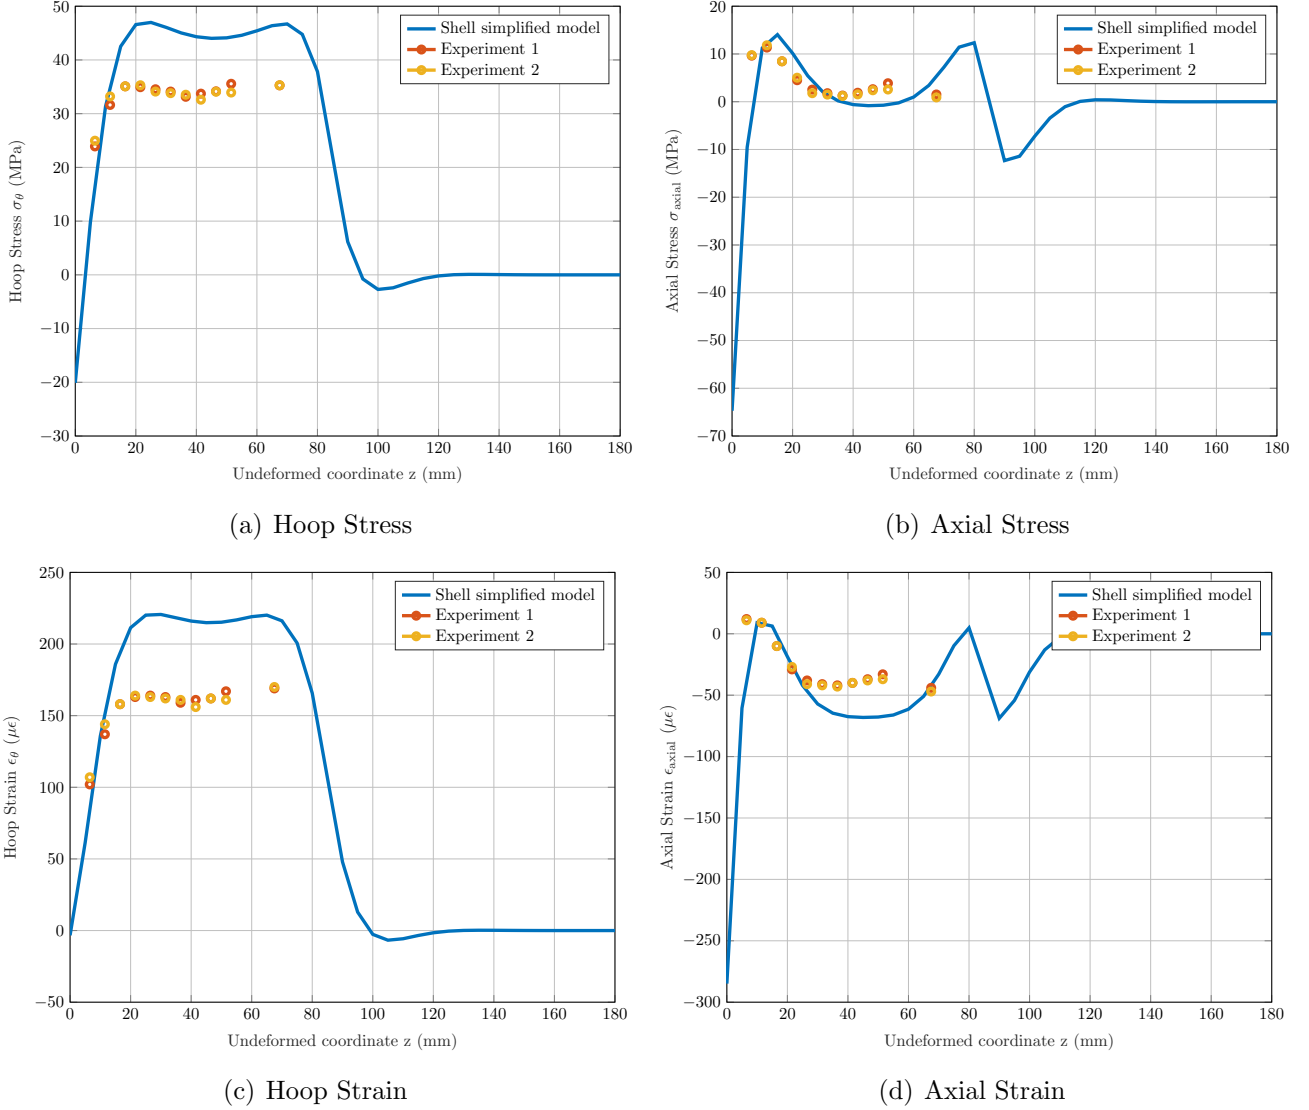 50
40
30
20
10
0
−10
−20
−30
0 20 40 60 80 100 120 140 160 180
Hoop Stress σθ (MPa)
Undeformed coordinate z (mm)
Shell simplified model
Experiment 1
Experiment 2
(a) Hoop Stress
20
10
0
−10
−20
−30
−40
−50
−60
−70
0 20 40 60 80 100 120 140 160 180
Axial Stress σaxial (MPa)
Undeformed coordinate z (mm)
Shell simplified model
Experiment 1
Experiment 2
(b) Axial Stress
250
200
150
100
50
0
−50
0 20 40 60 80 100 120 140 160 180
Hoop Strain ϵθ (μϵ)
Undeformed coordinate z (mm)
Shell simplified model
Experiment 1
Experiment 2
(c) Hoop Strain
50
0
−50
−100
−150
−200
−250
−300
0 20 40 60 80 100 120 140 160 180
Axial Strain ϵaxial (μϵ)
Undeformed coordinate z (mm)
Shell simplified model
Experiment 1
Experiment 2
(d) Axial Strain